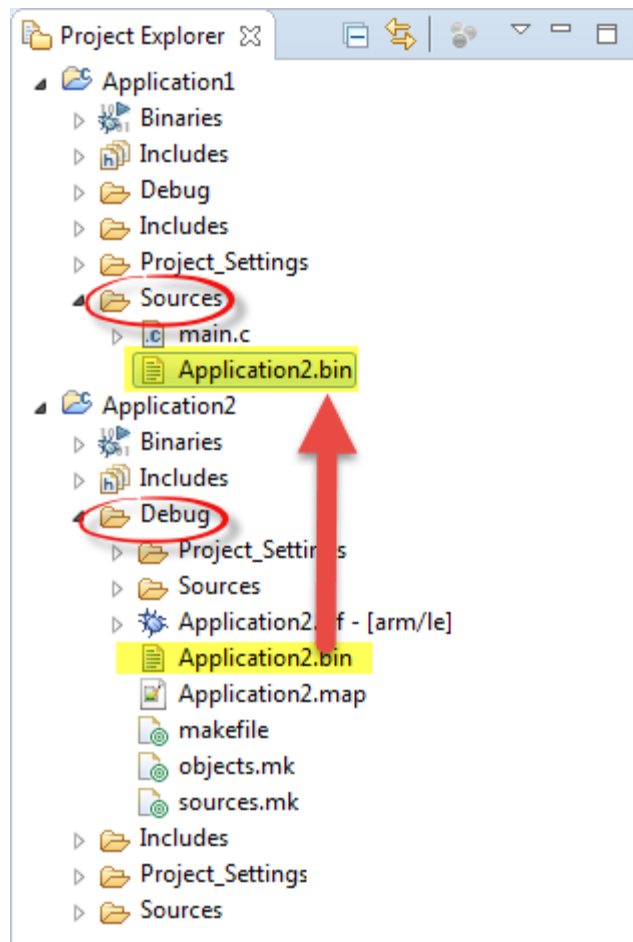 Project Explorer
Application1
Binaries
Includes
Debug
Includes
Project_Settings
Sources
main.c
Application2.bin
Application2
Binaries
Includes
Debug
Project_Settings
Sources
Application2. f - [arm/le]
Application2.bin
Application2.map
makefile
objects.mk
sources.mk
Includes
Project_Settings
Sources